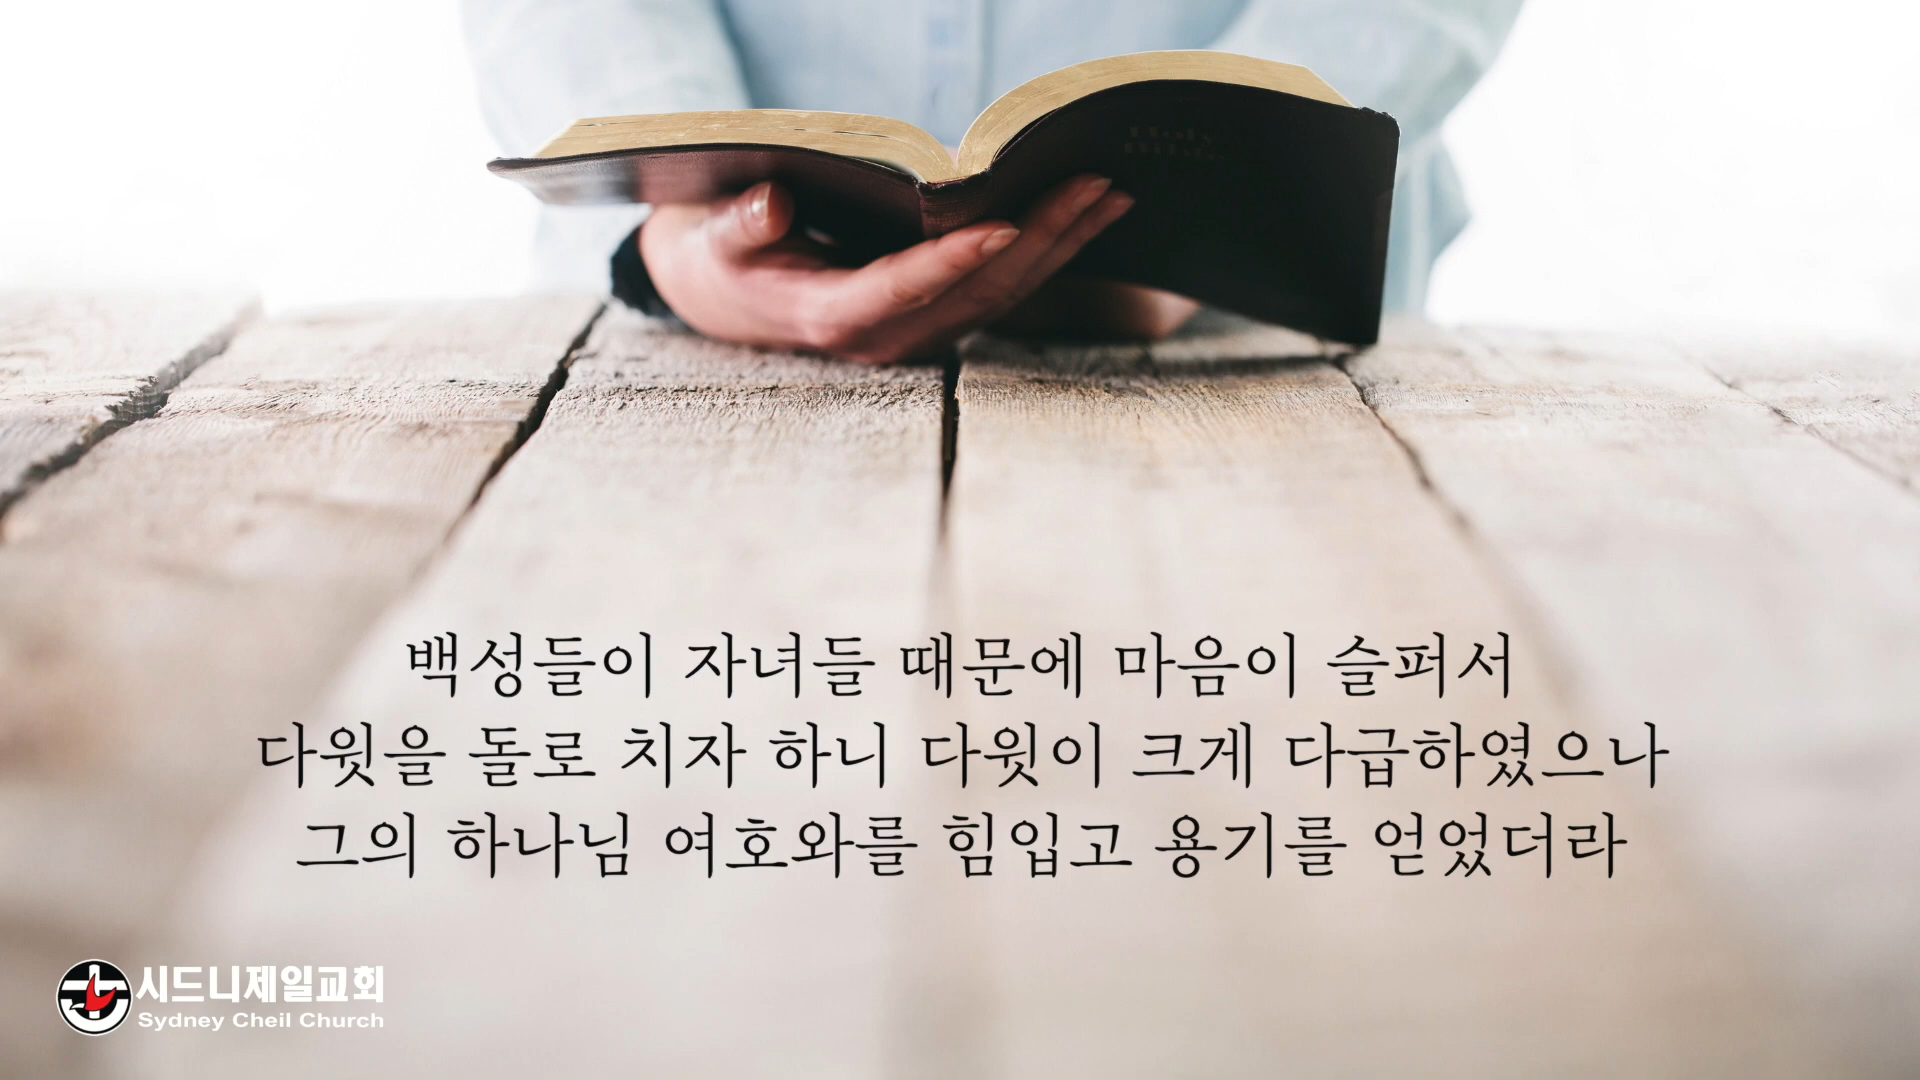 백성들이 자녀들 때문에 마음이 슬퍼서
다윗을 돌로 치자 하니 다윗이 크게 다급하였으나
그의 하나님 여호와를 힘입고 용기를 얻었더라
시드니제일교회
Sydney Cheil Church